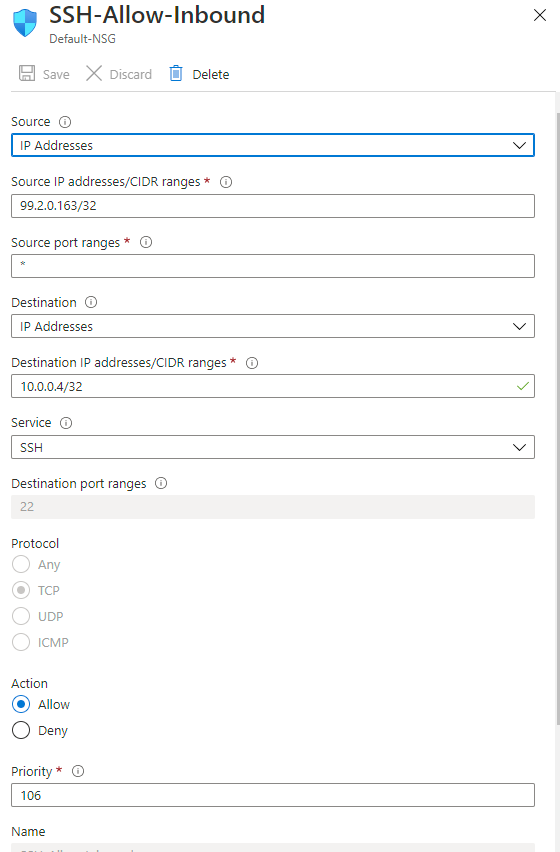 SSH-Allow-Inbound
Default-NSG
Save Discard Delete
Source
IP Addresses
Source IP addresses/CIDR ranges *
99.2.0.163/32
Source port ranges *
*
Destination
IP Addresses
Destination IP addresses/CIDR ranges *
10.0.0.4/32
Service
SSH
Destination port ranges
22
Protocol
Any
TCP
UDP
ICMP
Action
Allow
Deny
Priority *
106
Name